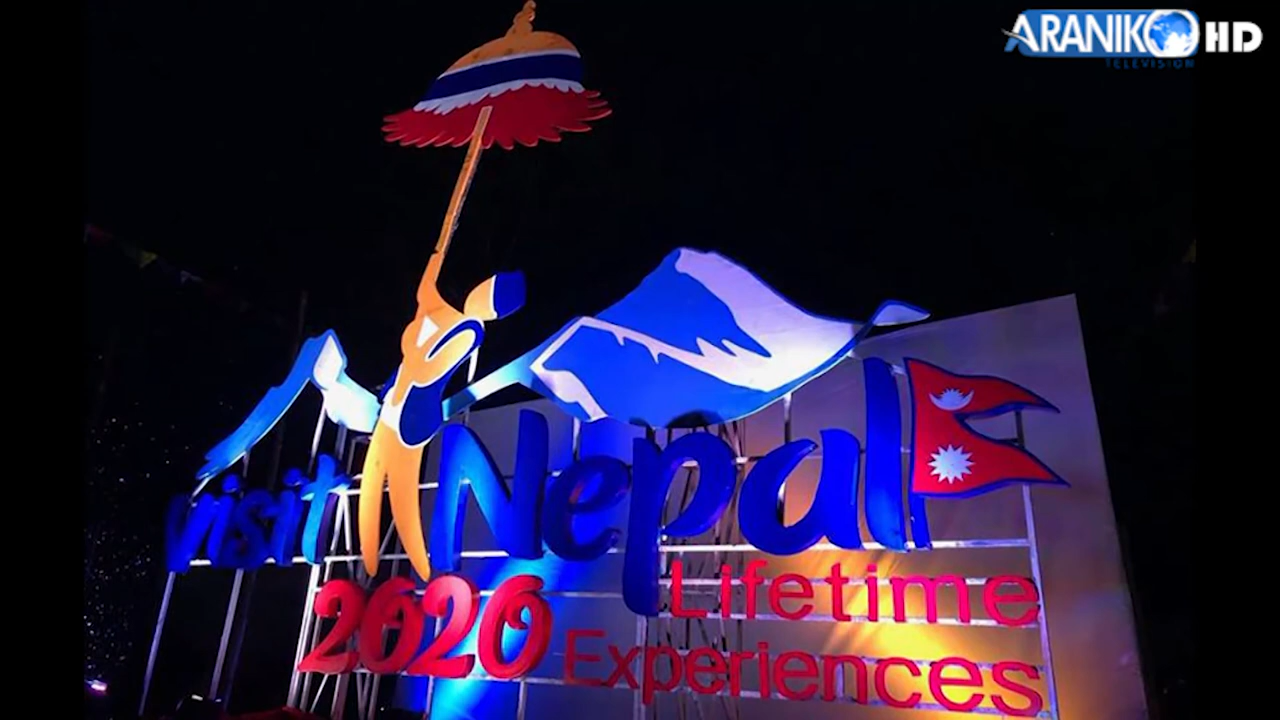 ARANIKO HD
TELEVISION
Visit Nepal
2020 Lifetime
Experiences